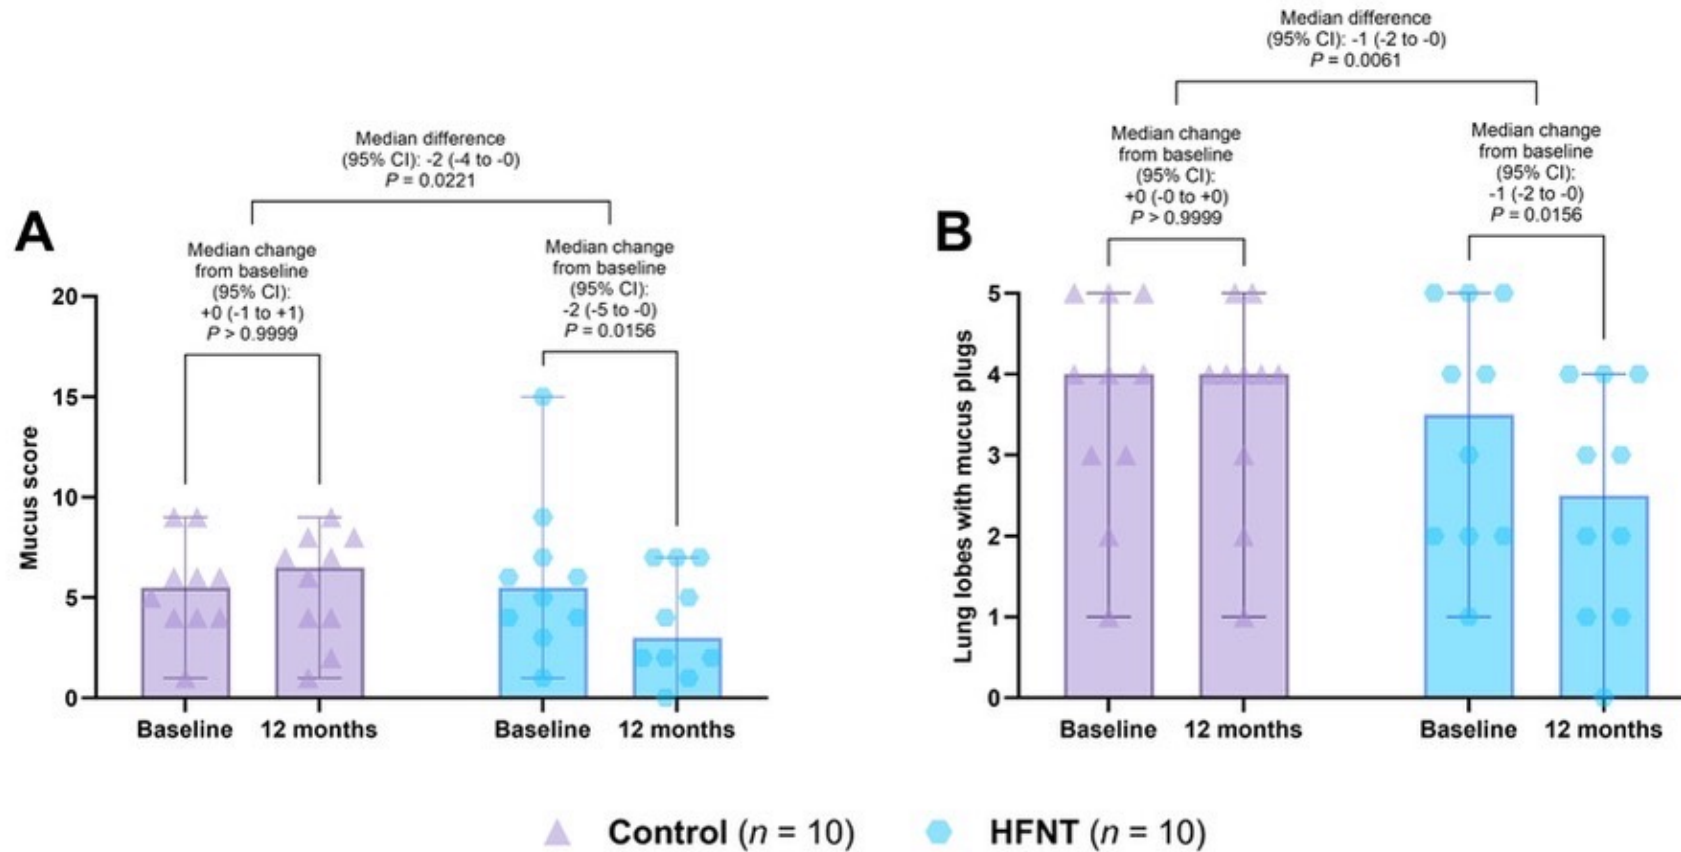 A
Median difference
(95% CI): -2 (-4 to -0)
P = 0.0221
Median change
from baseline
(95% CI):
+0 (-1 to +1)
P > 0.9999
Median change
from baseline
(95% CI):
-2 (-5 to -0)
P = 0.0156
Mucus score
20
15
10
5
0
Baseline
12 months
Baseline
12 months
B
Median difference
(95% CI): -1 (-2 to -0)
P = 0.0061
Median change
from baseline
(95% CI):
+0 (-0 to +0)
P > 0.9999
Median change
from baseline
(95% CI):
-1 (-2 to -0)
P = 0.0156
Lung lobes with mucus plugs
5
4
3
2
1
0
Baseline
12 months
Baseline
12 months
Control (n = 10)
HFNT (n = 10)